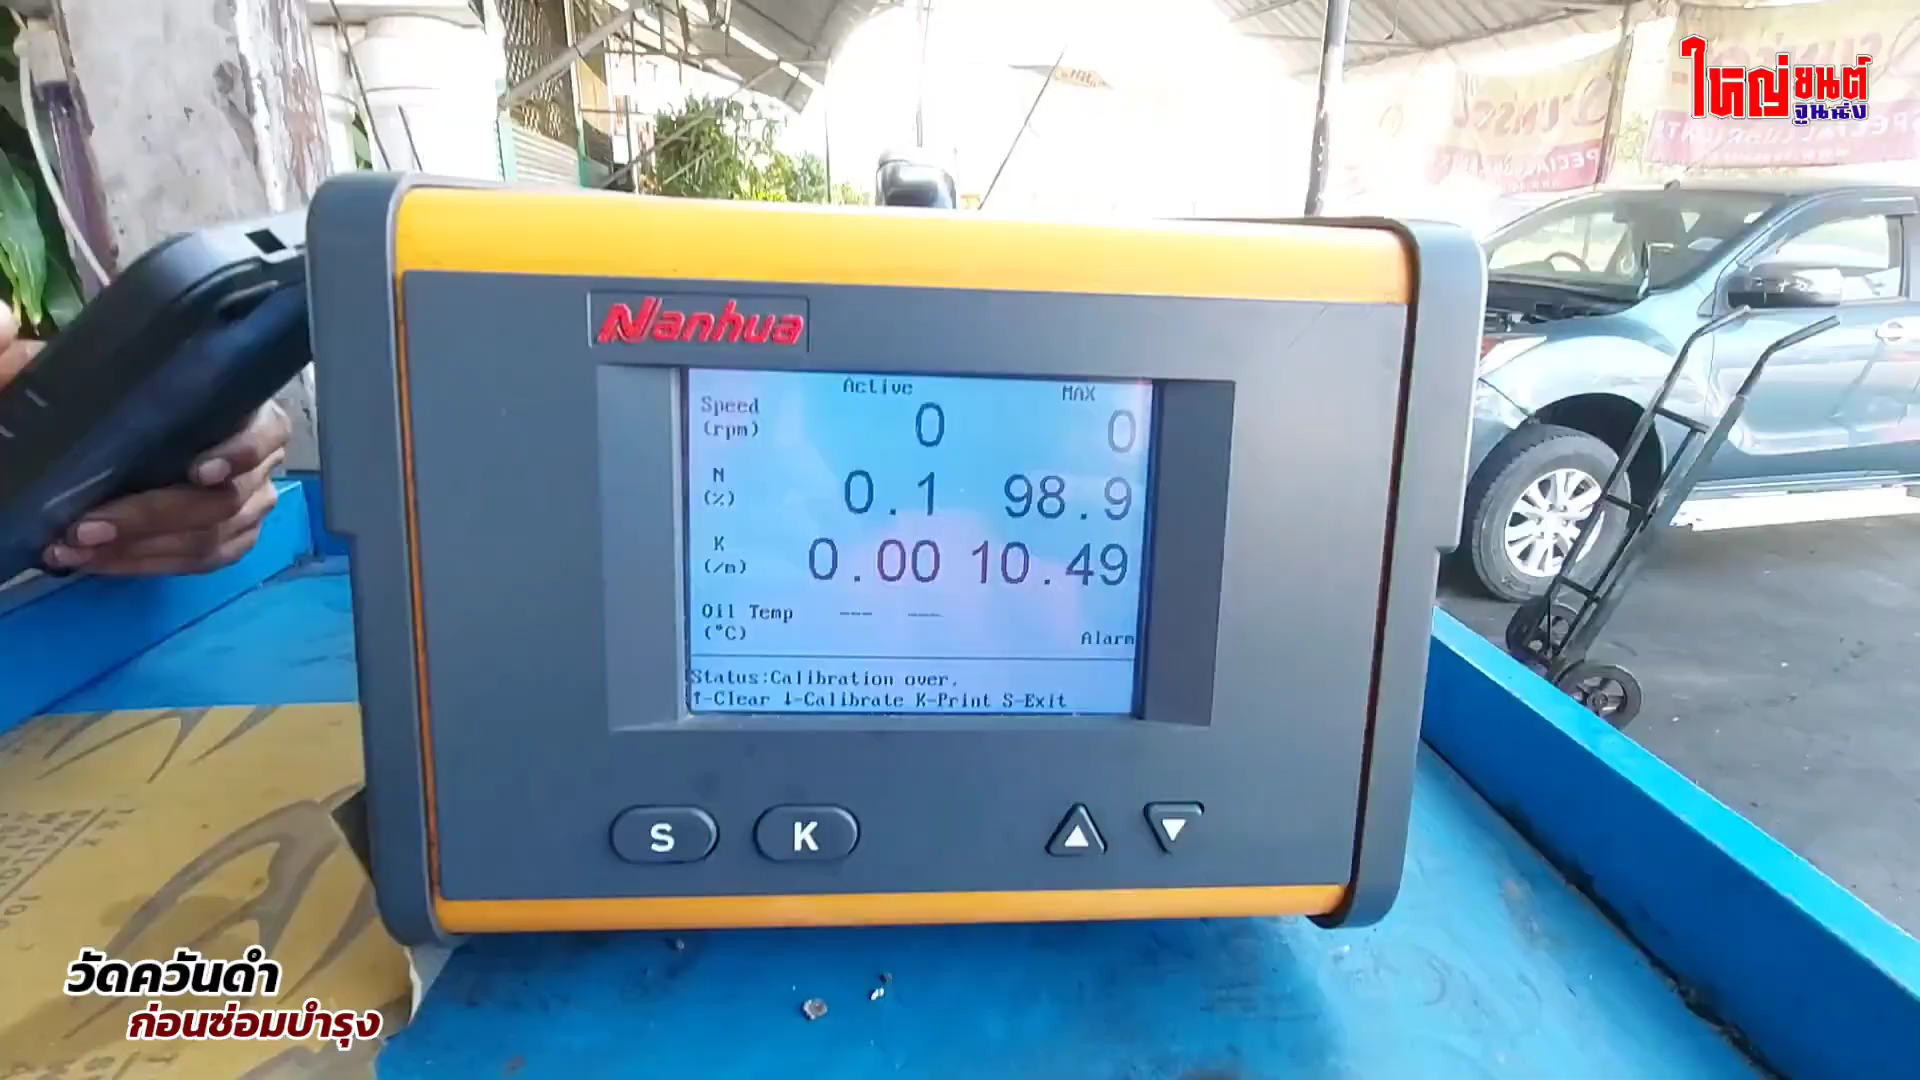 ใหญ่ยนต์
จูนนิ่ง
Nanhua
Active MAX
Speed
(rpm) 0 0
N
(%) 0.1 98.9
K
(/m) 0.00 10.49
Oil Temp --- ---
(°C)
Alarm
Status:Calibration over.
↑-Clear ↓-Calibrate K-Print S-Exit
S K ▲ ▼
วัดควันดำ
ก่อนซ่อมบำรุง